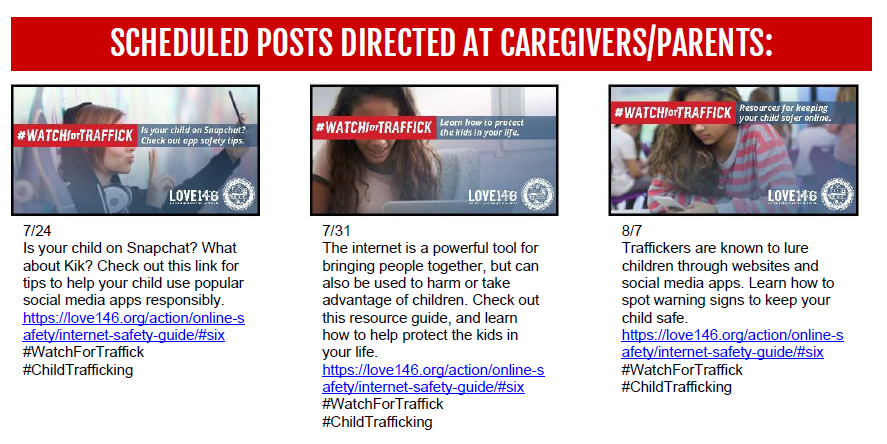 SCHEDULED POSTS DIRECTED AT CAREGIVERS/PARENTS:
#WATCHforTRAFFICK
Is your child on Snapchat?
Check out app safety tips.
LOVE146
7/24
Is your child on Snapchat? What
about Kik? Check out this link for
tips to help your child use popular
social media apps responsibly.
https://love146.org/action/online-s
afety/internet-safety-guide/#six
#WatchForTraffick
#ChildTrafficking
#WATCHforTRAFFICK
Learn how to protect
the kids in your life.
LOVE146
7/31
The internet is a powerful tool for
bringing people together, but can
also be used to harm or take
advantage of children. Check out
this resource guide, and learn
how to help protect the kids in
your life.
https://love146.org/action/online-s
afety/internet-safety-guide/#six
#WatchForTraffick
#ChildTrafficking
#WATCHforTRAFFICK
Resources for keeping
your child safer online.
LOVE146
8/7
Traffickers are known to lure
children through websites and
social media apps. Learn how to
spot warning signs to keep your
child safe.
https://love146.org/action/online-s
afety/internet-safety-guide/#six
#WatchForTraffick
#ChildTrafficking